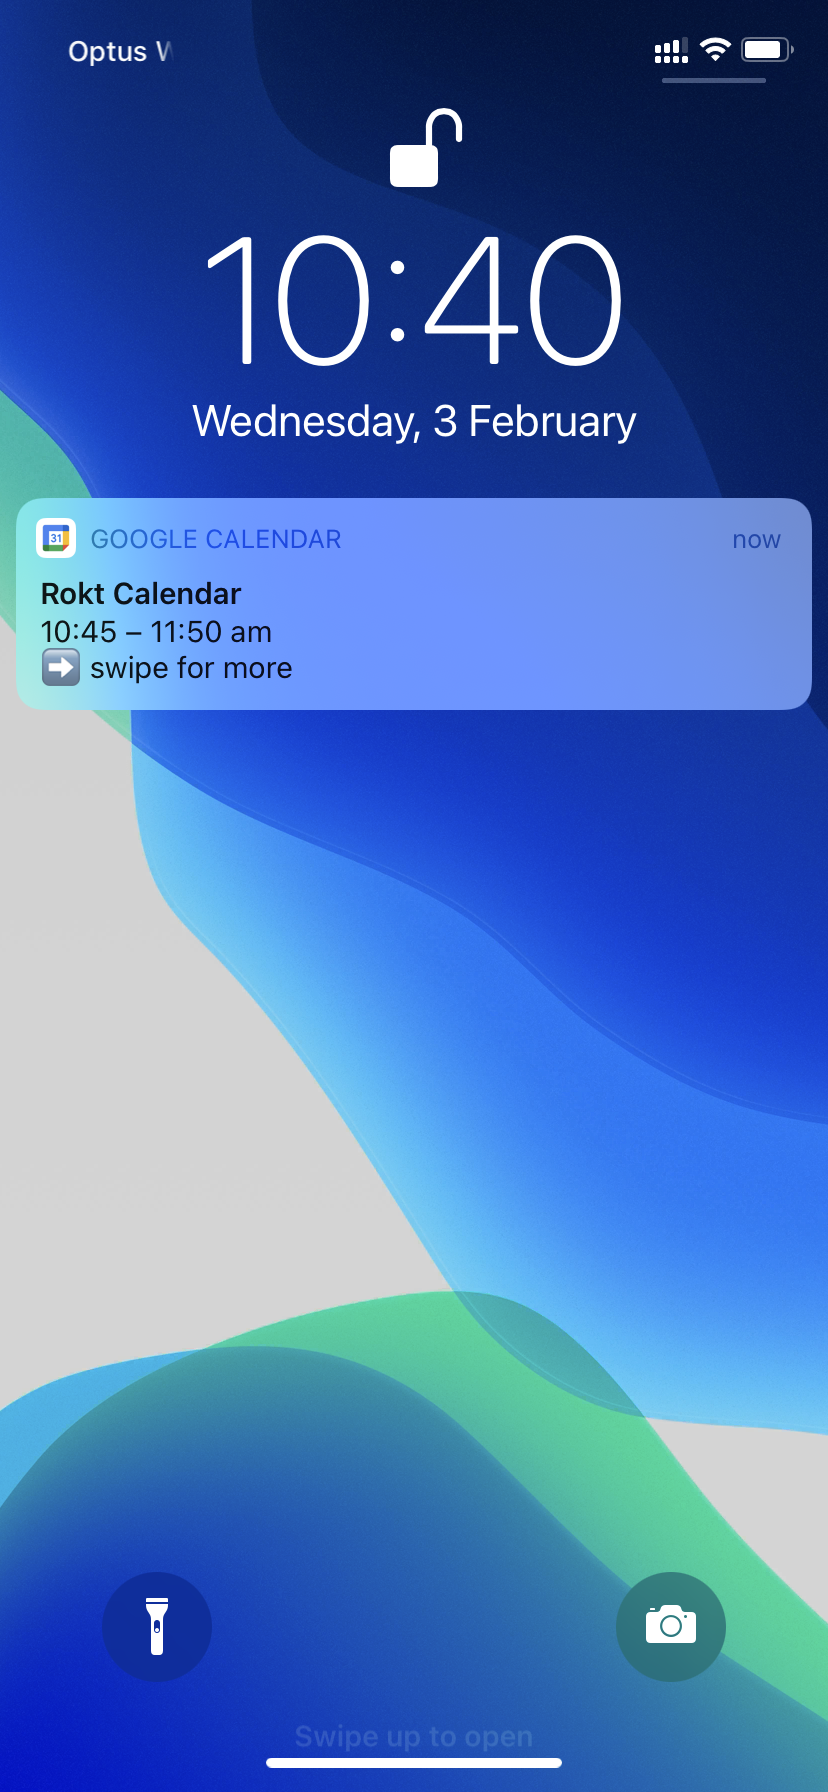 Optus
10:40
Wednesday, 3 February
31 GOOGLE CALENDAR now
Rokt Calendar
10:45 – 11:50 am
➡️ swipe for more
Swipe up to open